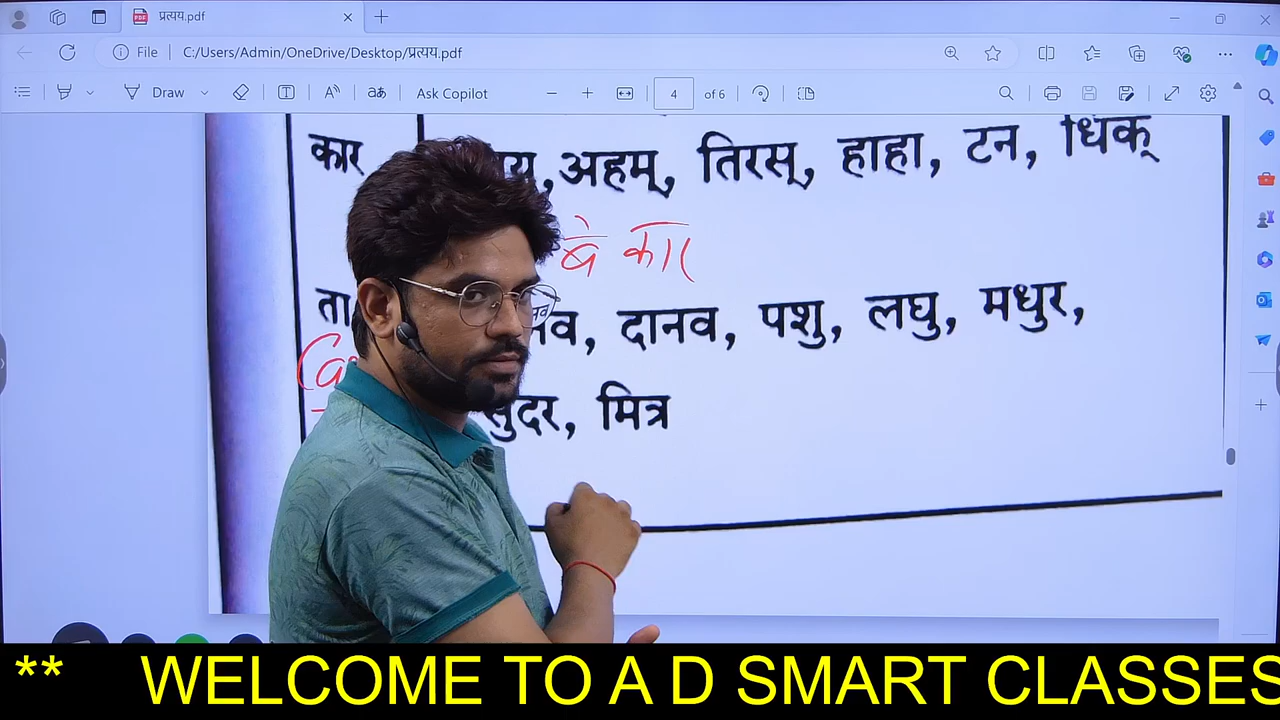 प्रत्यय.pdf
File C:/Users/Admin/OneDrive/Desktop/प्रत्यय.pdf
Draw Ask Copilot 4 of 6
कार अहम्, तिरस्, हाहा, टन, धिक्
बे कार
ता दानव, पशु, लघु, मधुर,
सुंदर, मित्र
** WELCOME TO A D SMART CLASSES